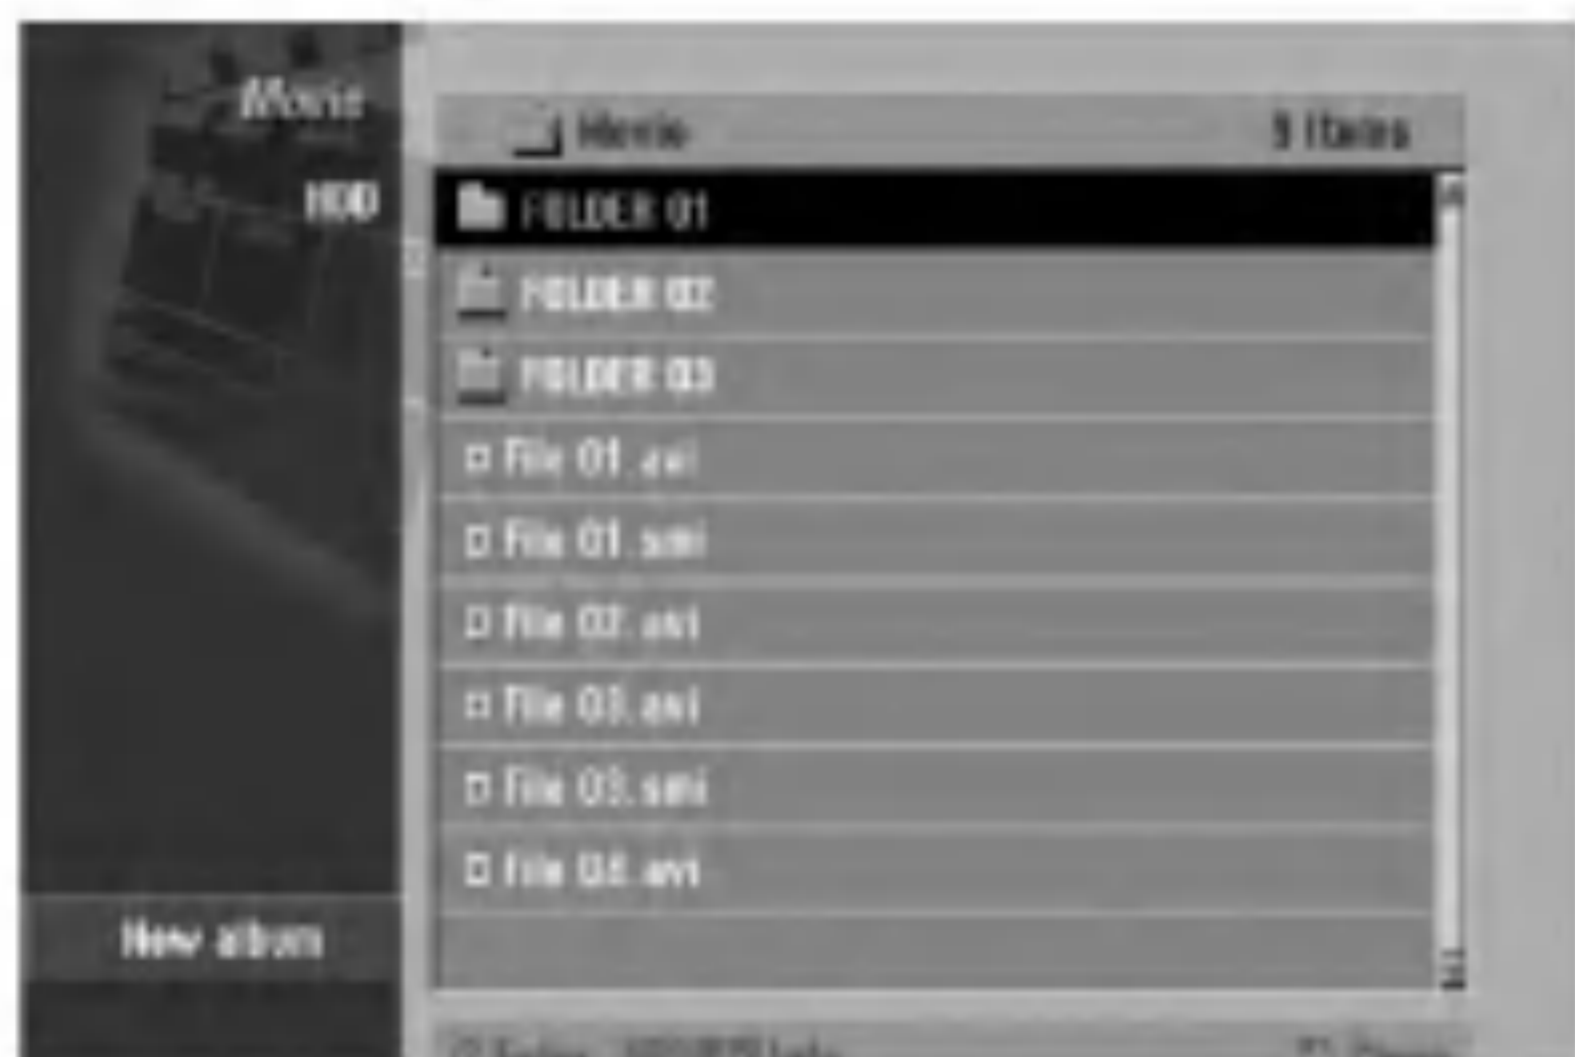 Movie
HDD
New album
Movie 9 Items
FOLDER 01
FOLDER 02
FOLDER 03
File 01.avi
File 01.smi
File 02.avi
File 03.avi
File 03.smi
File 04.avi